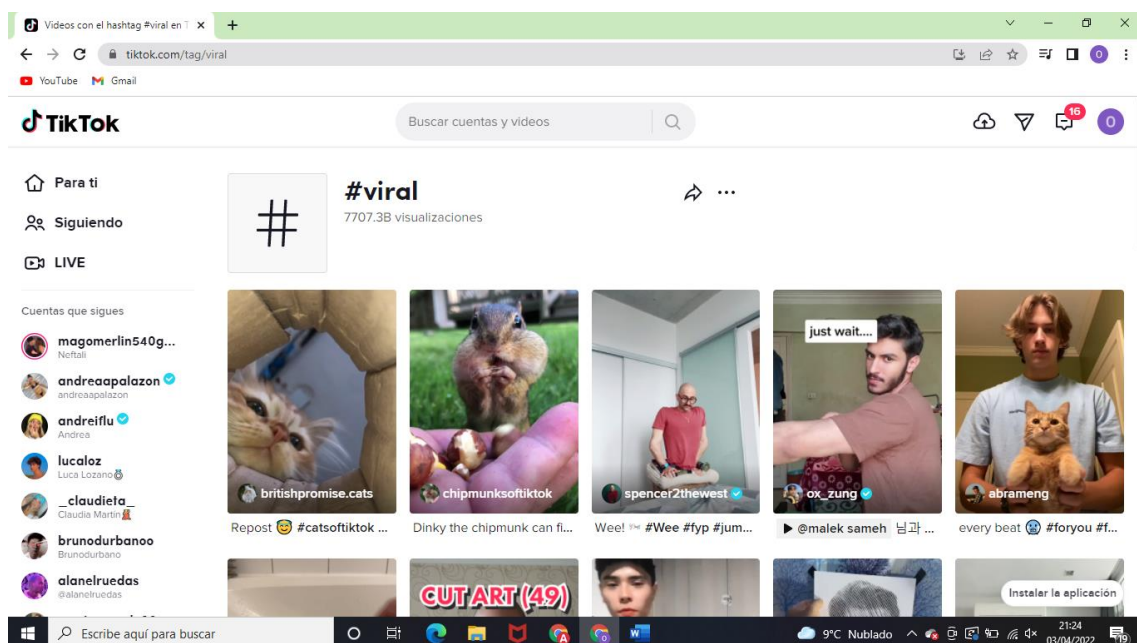 Videos con el hashtag #viral en T
tiktok.com/tag/viral
O
YouTube Gmail
TikTok
Buscar cuentas y videos
16
O
Para ti
Siguiendo
LIVE
#viral
7707.3B visualizaciones
Cuentas que sigues
magomerlin540g...
Neftali
andreaapalazon
andreaapalazon
andreiflu
Andrea
lucaloz
Luca Lozano
_claudieta_
Claudia Martin
brunodurbanoo
Brunodurbano
alanelruedas
@alanelruedas
britishpromise.cats
Repost 😇 #catsoftiktok ...
chipmunksoftiktok
Dinky the chipmunk can fi...
spencer2thewest
Wee! #Wee #fyp #jum...
just wait....
ox_zung
▶ @malek sameh 님과 ...
abrameng
every beat 😨 #foryou #f...
CUT ART (49)
Instalar la aplicación
Escribe aquí para buscar
9°C Nublado
21:24
03/04/2022
19